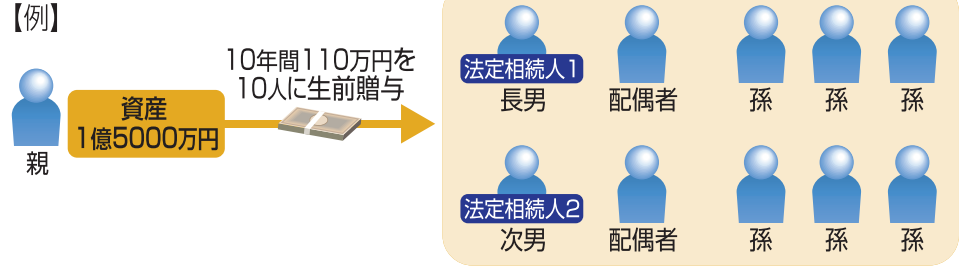 【例】
親
資産
1億5000万円
10年間110万円を
10人に生前贈与
法定相続人1
長男
配偶者
孫
孫
孫
法定相続人2
次男
配偶者
孫
孫
孫